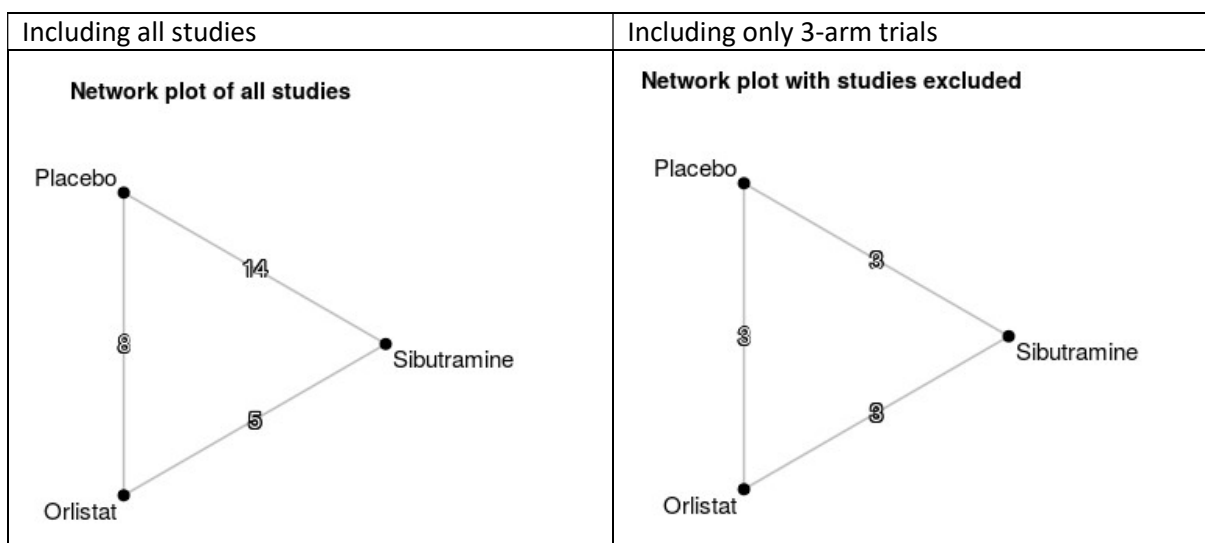 Including all studies
Including only 3-arm trials
Network plot of all studies
Placebo
14
8
Sibutramine
5
Orlistat
Network plot with studies excluded
Placebo
3
3
Sibutramine
3
Orlistat